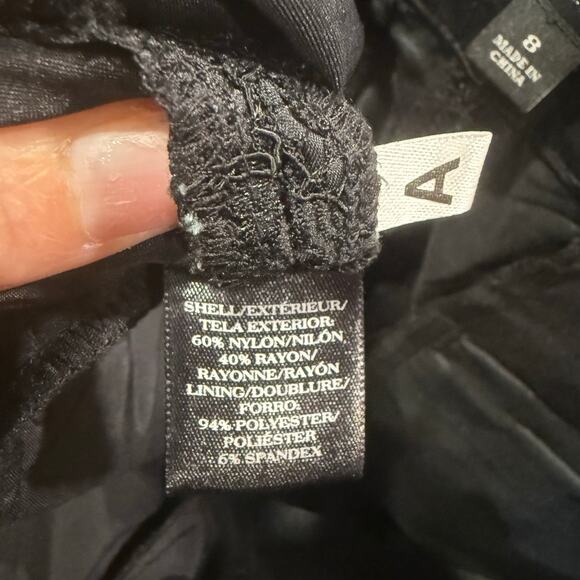 8
MADE IN
CHINA
A
SHELL/EXTÉRIEUR/
TELA EXTERIOR:
60% NYLON/NILÓN,
40% RAYON/
RAYONNE/RAYÓN
LINING/DOUBLURE/
FORRO:
94% POLYESTER/
POLIÉSTER
6% SPANDEX